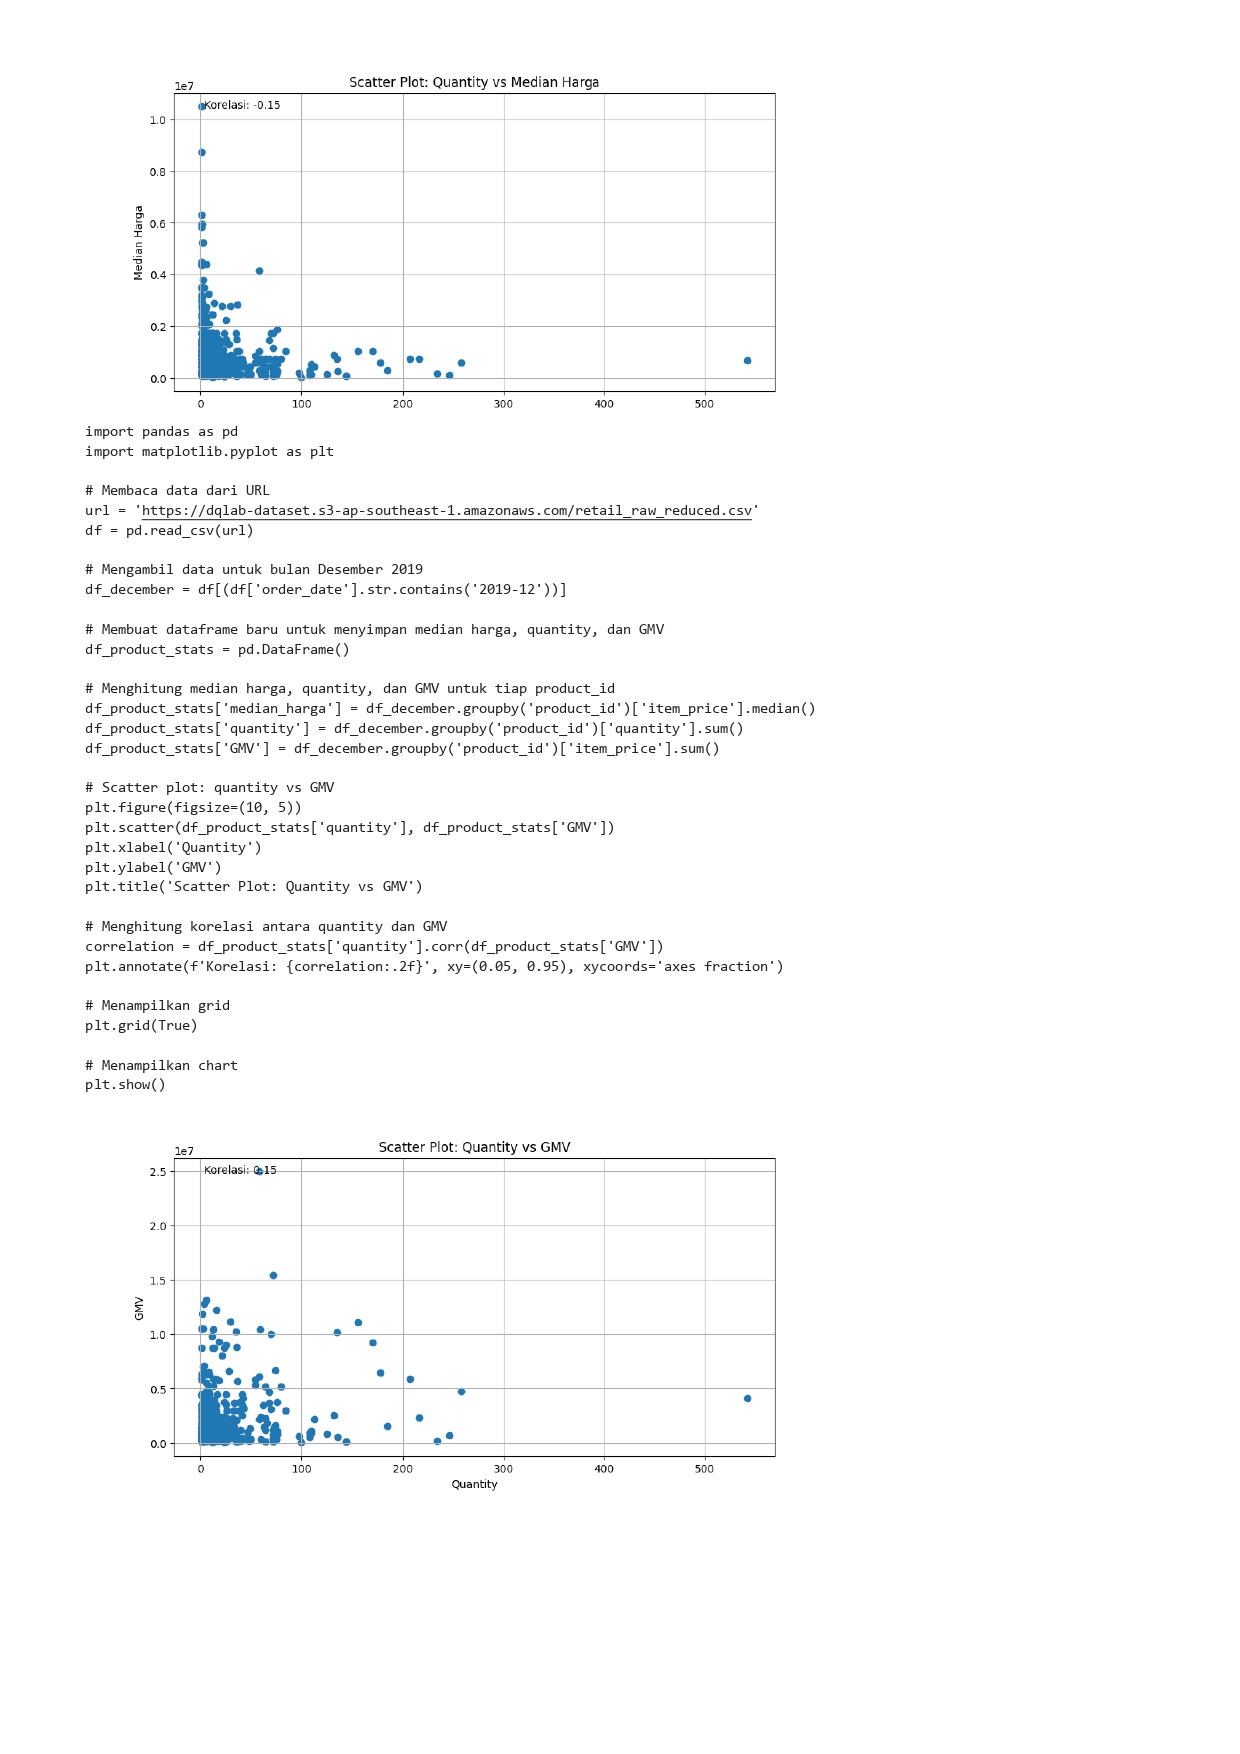 Scatter Plot: Quantity vs Median Harga
1e7
Korelasi: -0.15
1.0
0.8
0.6
0.4
0.2
0.0
Median Harga
0 100 200 300 400 500
import pandas as pd
import matplotlib.pyplot as plt
# Membaca data dari URL
url = 'https://dqlab-dataset.s3-ap-southeast-1.amazonaws.com/retail_raw_reduced.csv'
df = pd.read_csv(url)
# Mengambil data untuk bulan Desember 2019
df_december = df[(df['order_date'].str.contains('2019-12'))]
# Membuat dataframe baru untuk menyimpan median harga, quantity, dan GMV
df_product_stats = pd.DataFrame()
# Menghitung median harga, quantity, dan GMV untuk tiap product_id
df_product_stats['median_harga'] = df_december.groupby('product_id')['item_price'].median()
df_product_stats['quantity'] = df_december.groupby('product_id')['quantity'].sum()
df_product_stats['GMV'] = df_december.groupby('product_id')['item_price'].sum()
# Scatter plot: quantity vs GMV
plt.figure(figsize=(10, 5))
plt.scatter(df_product_stats['quantity'], df_product_stats['GMV'])
plt.xlabel('Quantity')
plt.ylabel('GMV')
plt.title('Scatter Plot: Quantity vs GMV')
# Menghitung korelasi antara quantity dan GMV
correlation = df_product_stats['quantity'].corr(df_product_stats['GMV'])
plt.annotate(f'Korelasi: {correlation:.2f}', xy=(0.05, 0.95), xycoords='axes fraction')
# Menampilkan grid
plt.grid(True)
# Menampilkan chart
plt.show()
Scatter Plot: Quantity vs GMV
1e7
Korelasi: 0.15
2.5
2.0
1.5
1.0
0.5
0.0
GMV
0 100 200 300 400 500
Quantity